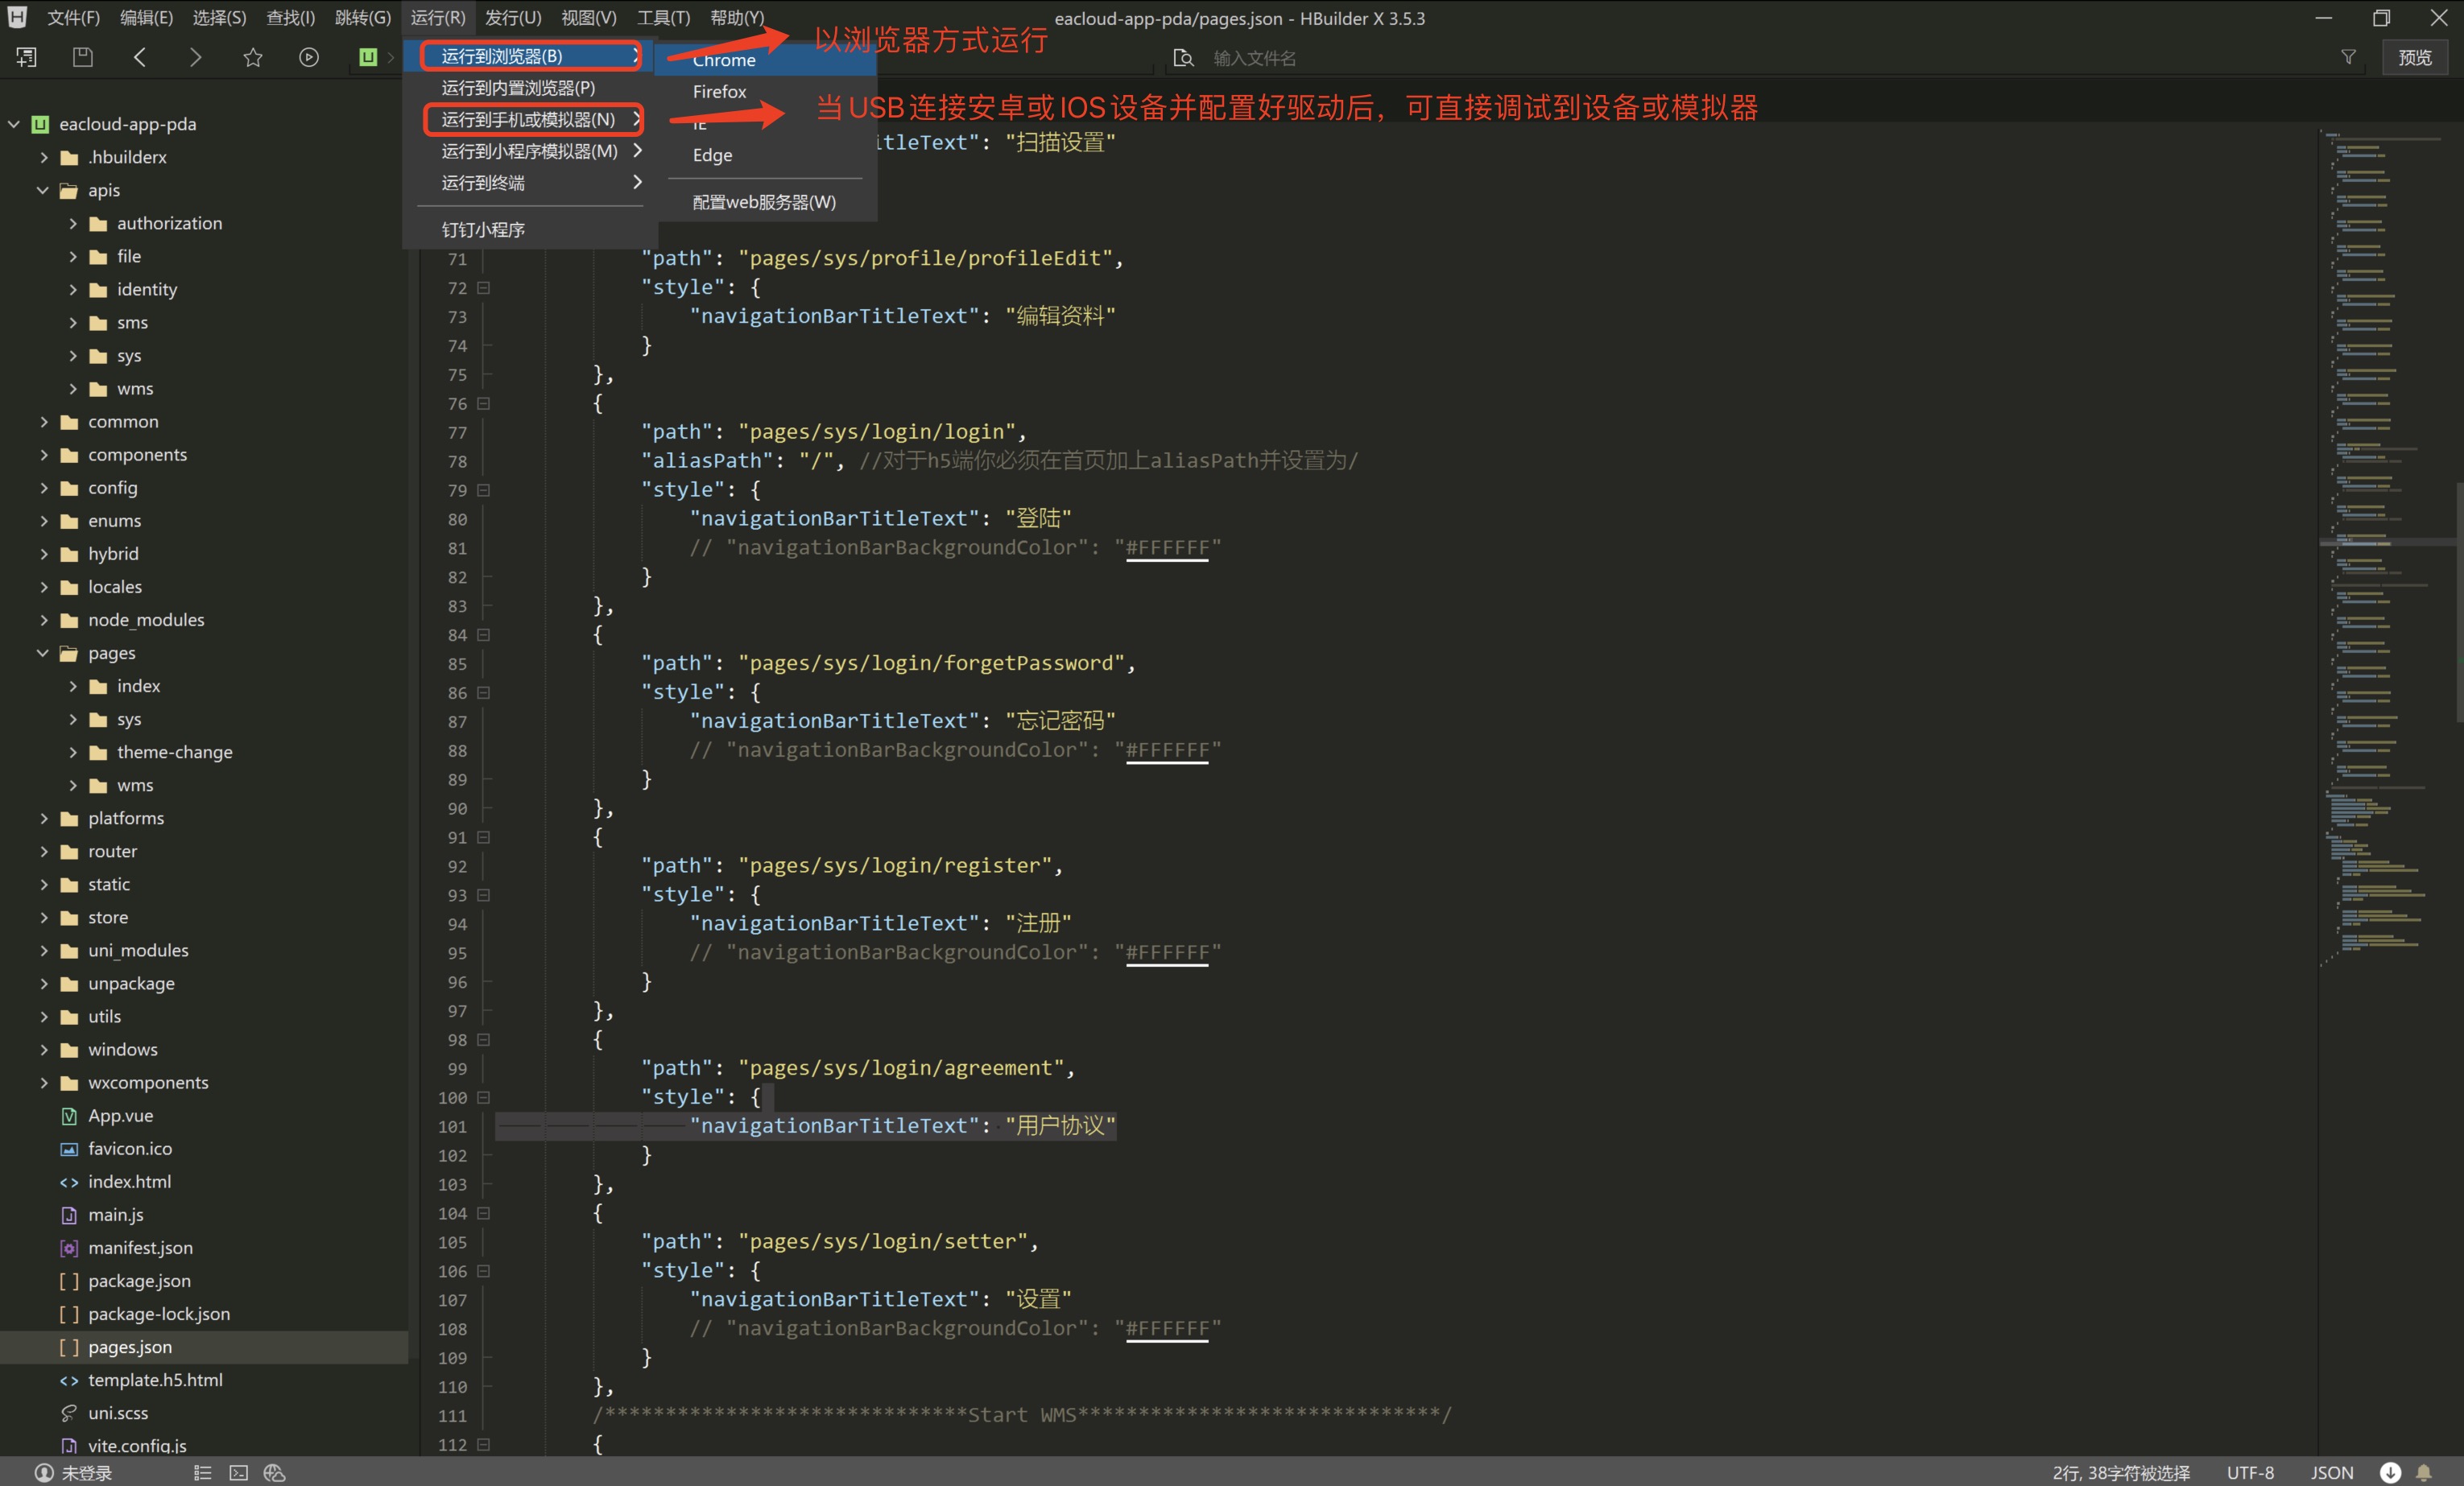 文件(F) 编辑(E) 选择(S) 查找(I) 跳转(G) 运行(R) 发行(U) 视图(V) 工具(T) 帮助(Y) eacloud-app-pda/pages.json - HBuilder X 3.5.3
输入文件名 预览
运行到浏览器(B)
运行到内置浏览器(P)
运行到手机或模拟器(N)
运行到小程序模拟器(M)
运行到终端
钉钉小程序
Chrome
Firefox
IE
Edge
配置web服务器(W)
以浏览器方式运行
当USB连接安卓或IOS设备并配置好驱动后，可直接调试到设备或模拟器
eacloud-app-pda
.hbuilderx
apis
authorization
file
identity
sms
sys
wms
common
components
config
enums
hybrid
locales
node_modules
pages
index
sys
theme-change
wms
platforms
router
static
store
uni_modules
unpackage
utils
windows
wxcomponents
App.vue
favicon.ico
index.html
main.js
manifest.json
package.json
package-lock.json
pages.json
template.h5.html
uni.scss
vite.config.js
itleText": "扫描设置"
71 "path": "pages/sys/profile/profileEdit",
72 "style": {
73 "navigationBarTitleText": "编辑资料"
74 }
75 },
76 {
77 "path": "pages/sys/login/login",
78 "aliasPath": "/", //对于h5端你必须在首页加上aliasPath并设置为/
79 "style": {
80 "navigationBarTitleText": "登陆"
81 // "navigationBarBackgroundColor": "#FFFFFF"
82 }
83 },
84 {
85 "path": "pages/sys/login/forgetPassword",
86 "style": {
87 "navigationBarTitleText": "忘记密码"
88 // "navigationBarBackgroundColor": "#FFFFFF"
89 }
90 },
91 {
92 "path": "pages/sys/login/register",
93 "style": {
94 "navigationBarTitleText": "注册"
95 // "navigationBarBackgroundColor": "#FFFFFF"
96 }
97 },
98 {
99 "path": "pages/sys/login/agreement",
100 "style": {
101 "navigationBarTitleText": "用户协议"
102 }
103 },
104 {
105 "path": "pages/sys/login/setter",
106 "style": {
107 "navigationBarTitleText": "设置"
108 // "navigationBarBackgroundColor": "#FFFFFF"
109 }
110 },
111 /******************************Start WMS******************************/
112 {
未登录 2行, 38字符被选择 UTF-8 JSON